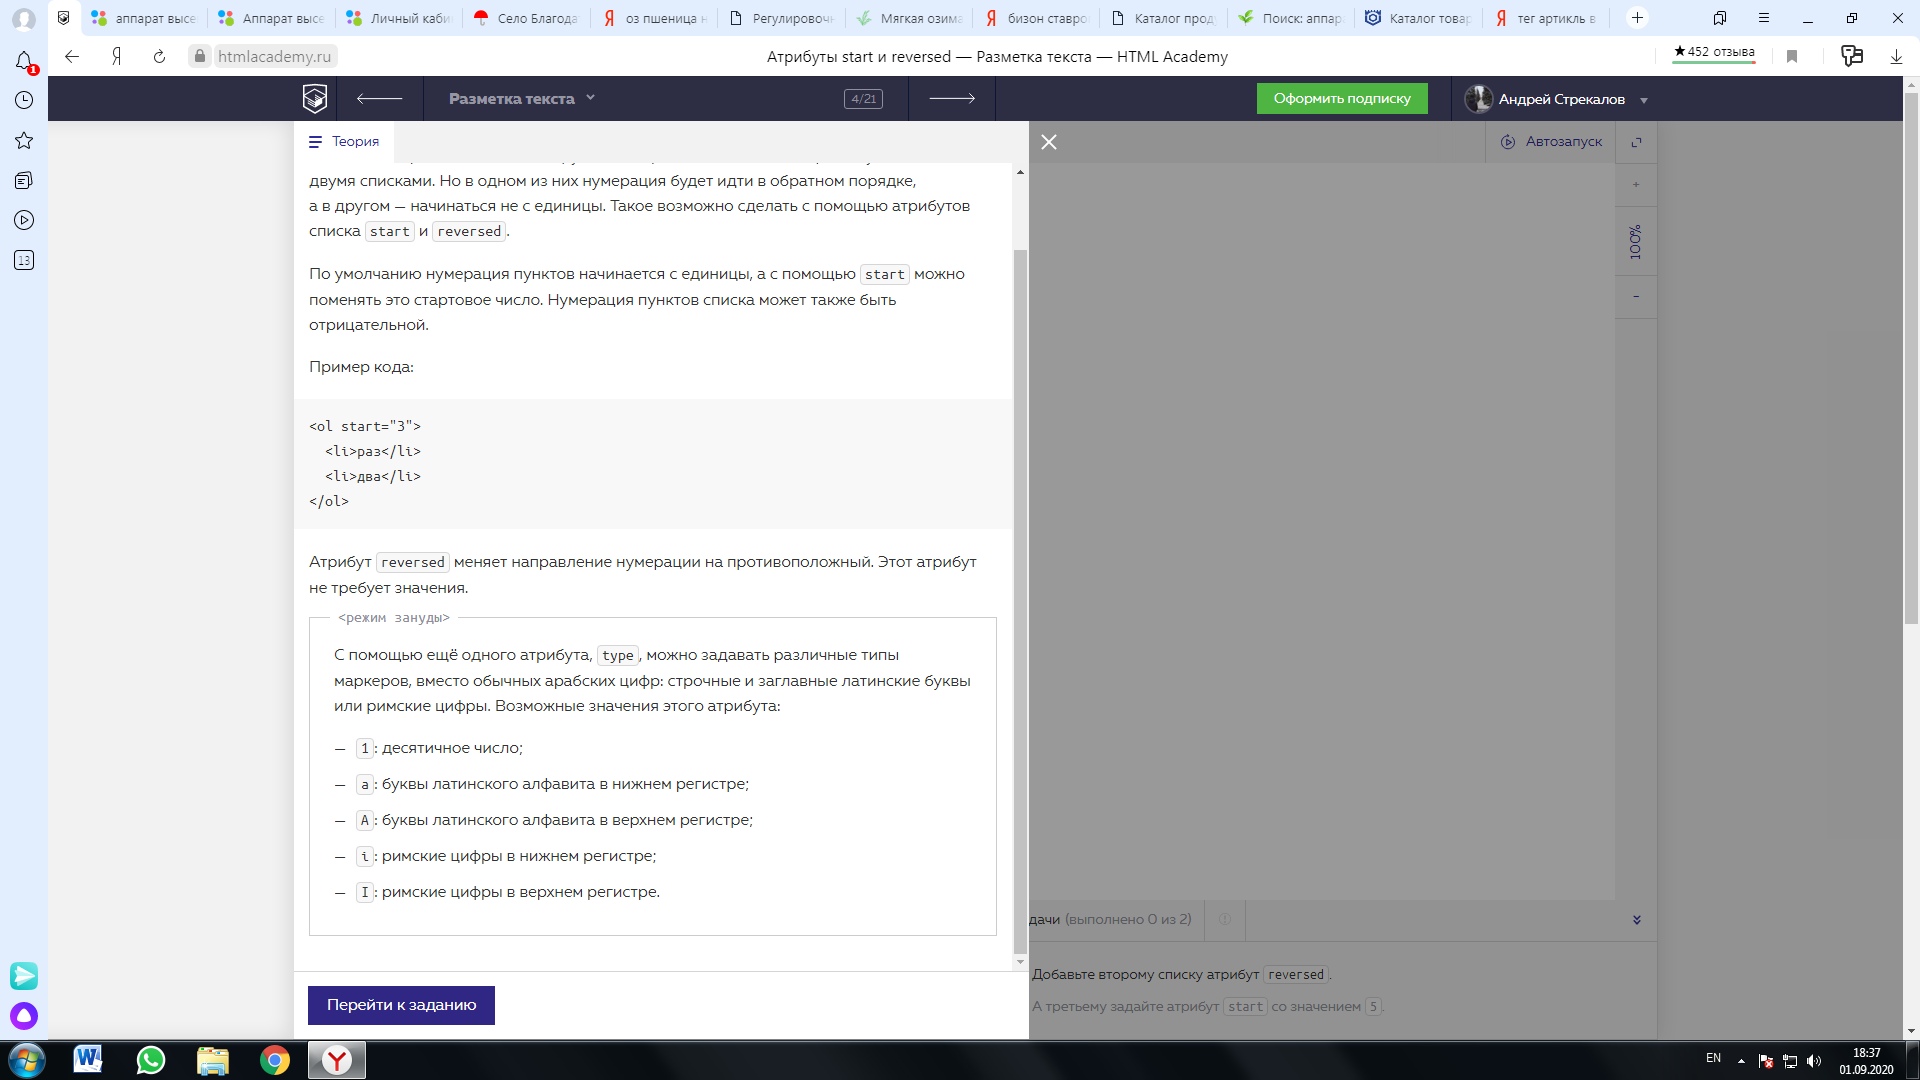 аппарат высе
Аппарат высе
Личный каби
Село Благода
оз пшеница н
Регулировочн
Мягкая озима
бизон ставро
Каталог проду
Поиск: аппара
Каталог товар
тег артикль в
htmlacademy.ru
Атрибуты start и reversed — Разметка текста — HTML Academy
★452 отзыва
Разметка текста
4/21
Оформить подписку
Андрей Стрекалов
Теория
Автозапуск
двумя списками. Но в одном из них нумерация будет идти в обратном порядке,
а в другом — начинаться не с единицы. Такое возможно сделать с помощью атрибутов
списка start и reversed.
По умолчанию нумерация пунктов начинается с единицы, а с помощью start можно
поменять это стартовое число. Нумерация пунктов списка может также быть
отрицательной.
Пример кода:
<ol start="3">
<li>раз</li>
<li>два</li>
</ol>
Атрибут reversed меняет направление нумерации на противоположный. Этот атрибут
не требует значения.
<режим зануды>
С помощью ещё одного атрибута, type, можно задавать различные типы
маркеров, вместо обычных арабских цифр: строчные и заглавные латинские буквы
или римские цифры. Возможные значения этого атрибута:
— 1: десятичное число;
— a: буквы латинского алфавита в нижнем регистре;
— A: буквы латинского алфавита в верхнем регистре;
— i: римские цифры в нижнем регистре;
— I: римские цифры в верхнем регистре.
Перейти к заданию
+
100%
-
дачи (выполнено 0 из 2)
Добавьте второму списку атрибут reversed.
А третьему задайте атрибут start со значением 5.
1
13
EN
18:37
01.09.2020